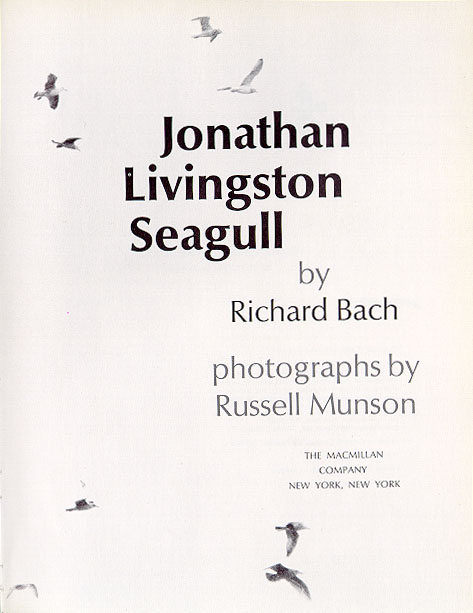 Jonathan
Livingston
Seagull
by
Richard Bach
photographs by
Russell Munson
THE MACMILLAN
COMPANY
NEW YORK, NEW YORK